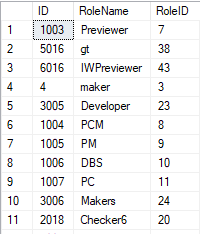 ID RoleName RoleID
1 1003 Previewer 7
2 5016 gt 38
3 6016 IWPreviewer 43
4 4 maker 3
5 3005 Developer 23
6 1004 PCM 8
7 1005 PM 9
8 1006 DBS 10
9 1007 PC 11
10 3006 Makers 24
11 2018 Checker6 20